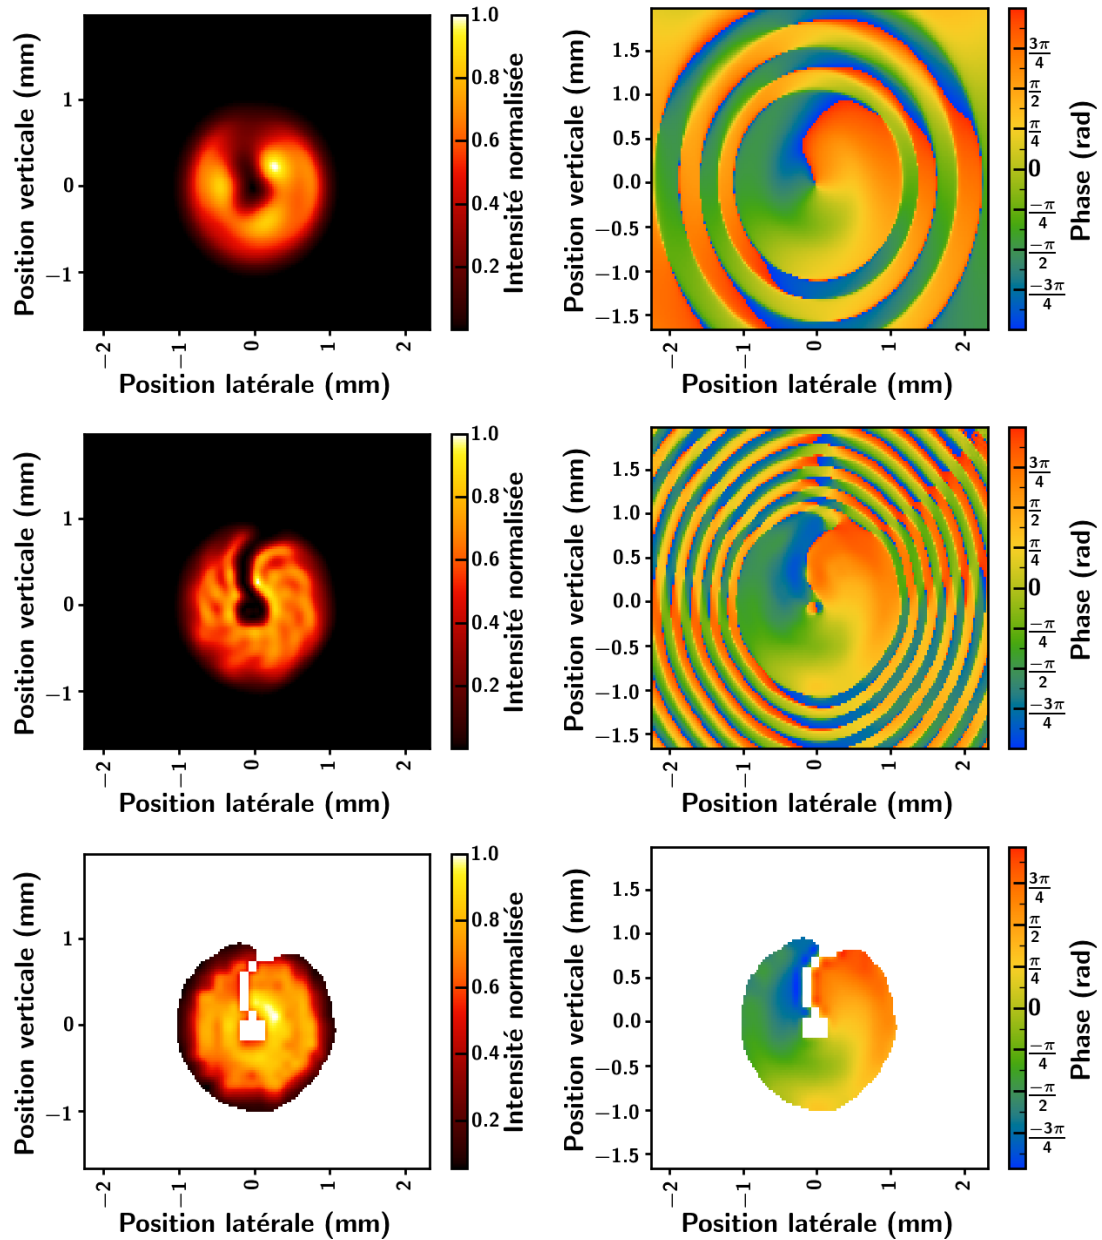 1.0
0.8
0.6
0.4
0.2
Intensité normalisée
Position verticale (mm)
1
0
−1
−2
−1
0
1
2
Position latérale (mm)
1.5
1.0
0.5
0.0
−0.5
−1.0
−1.5
Position verticale (mm)
−2
−1
0
1
2
Position latérale (mm)
3π/4
π/2
π/4
0
−π/4
−π/2
−3π/4
Phase (rad)
1.0
0.8
0.6
0.4
0.2
Intensité normalisée
Position verticale (mm)
1
0
−1
−2
−1
0
1
2
Position latérale (mm)
1.5
1.0
0.5
0.0
−0.5
−1.0
−1.5
Position verticale (mm)
−2
−1
0
1
2
Position latérale (mm)
3π/4
π/2
π/4
0
−π/4
−π/2
−3π/4
Phase (rad)
1.0
0.8
0.6
0.4
0.2
Intensité normalisée
Position verticale (mm)
1
0
−1
−2
−1
0
1
2
Position latérale (mm)
1.5
1.0
0.5
0.0
−0.5
−1.0
−1.5
Position verticale (mm)
−2
−1
0
1
2
Position latérale (mm)
3π/4
π/2
π/4
0
−π/4
−π/2
−3π/4
Phase (rad)